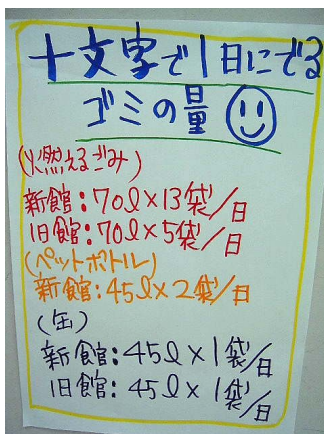 十文字で1日にでる
ゴミの量
(燃えるごみ)
新館:70ℓ×13袋/日
旧館:70ℓ×5袋/日
(ペットボトル)
新館:45ℓ×2袋/日
(缶)
新館:45ℓ×1袋/日
旧館:45ℓ×1袋/日